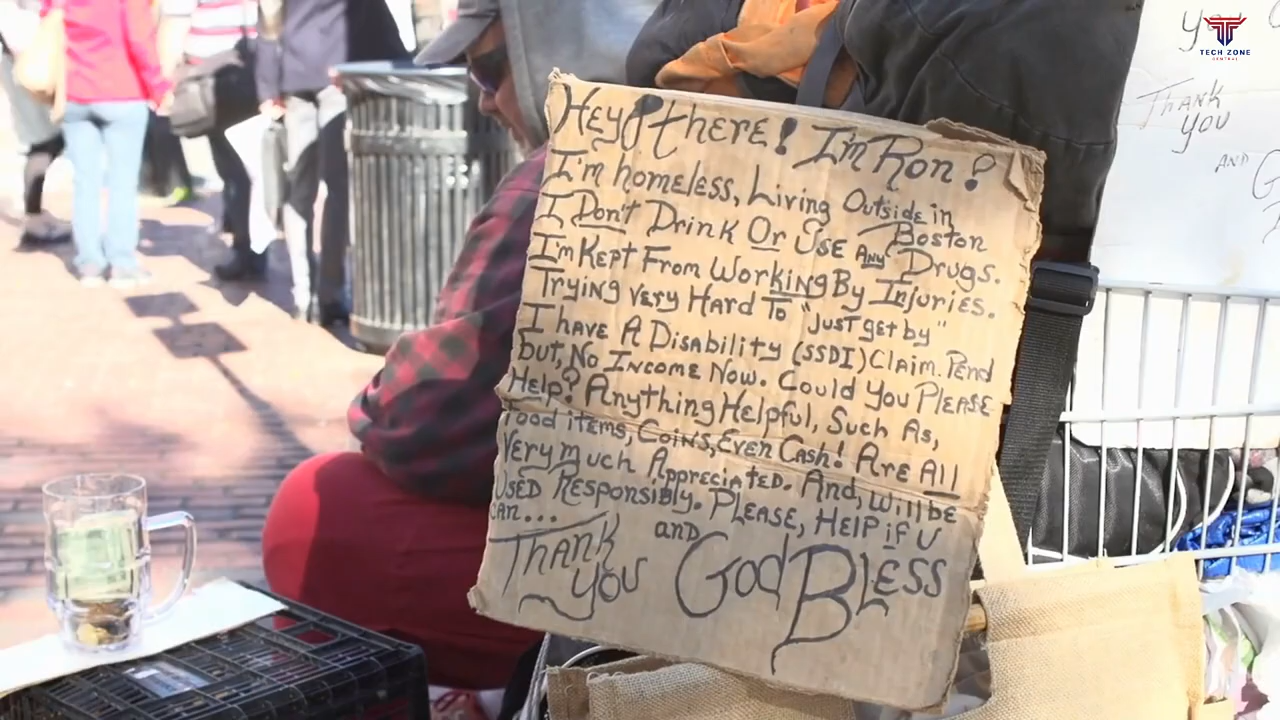 Hey there! I'm Ron!
I'm homeless, Living Outside in
I Don't Drink Or Use Any Drugs. Boston
I'm Kept From Working By Injuries.
Trying Very Hard To "Just get by"
I have A Disability (SSDI) Claim. Pend
but, No Income Now. Could You Please
Help? Anything Helpful, Such As,
Food items, Coins, Even Cash! Are All
Very much Appreciated. And, Will be
Used Responsibly. Please, Help if U
can...
Thank You and God Bless
You
Thank
you
AND
TECH ZONE
CENTRAL